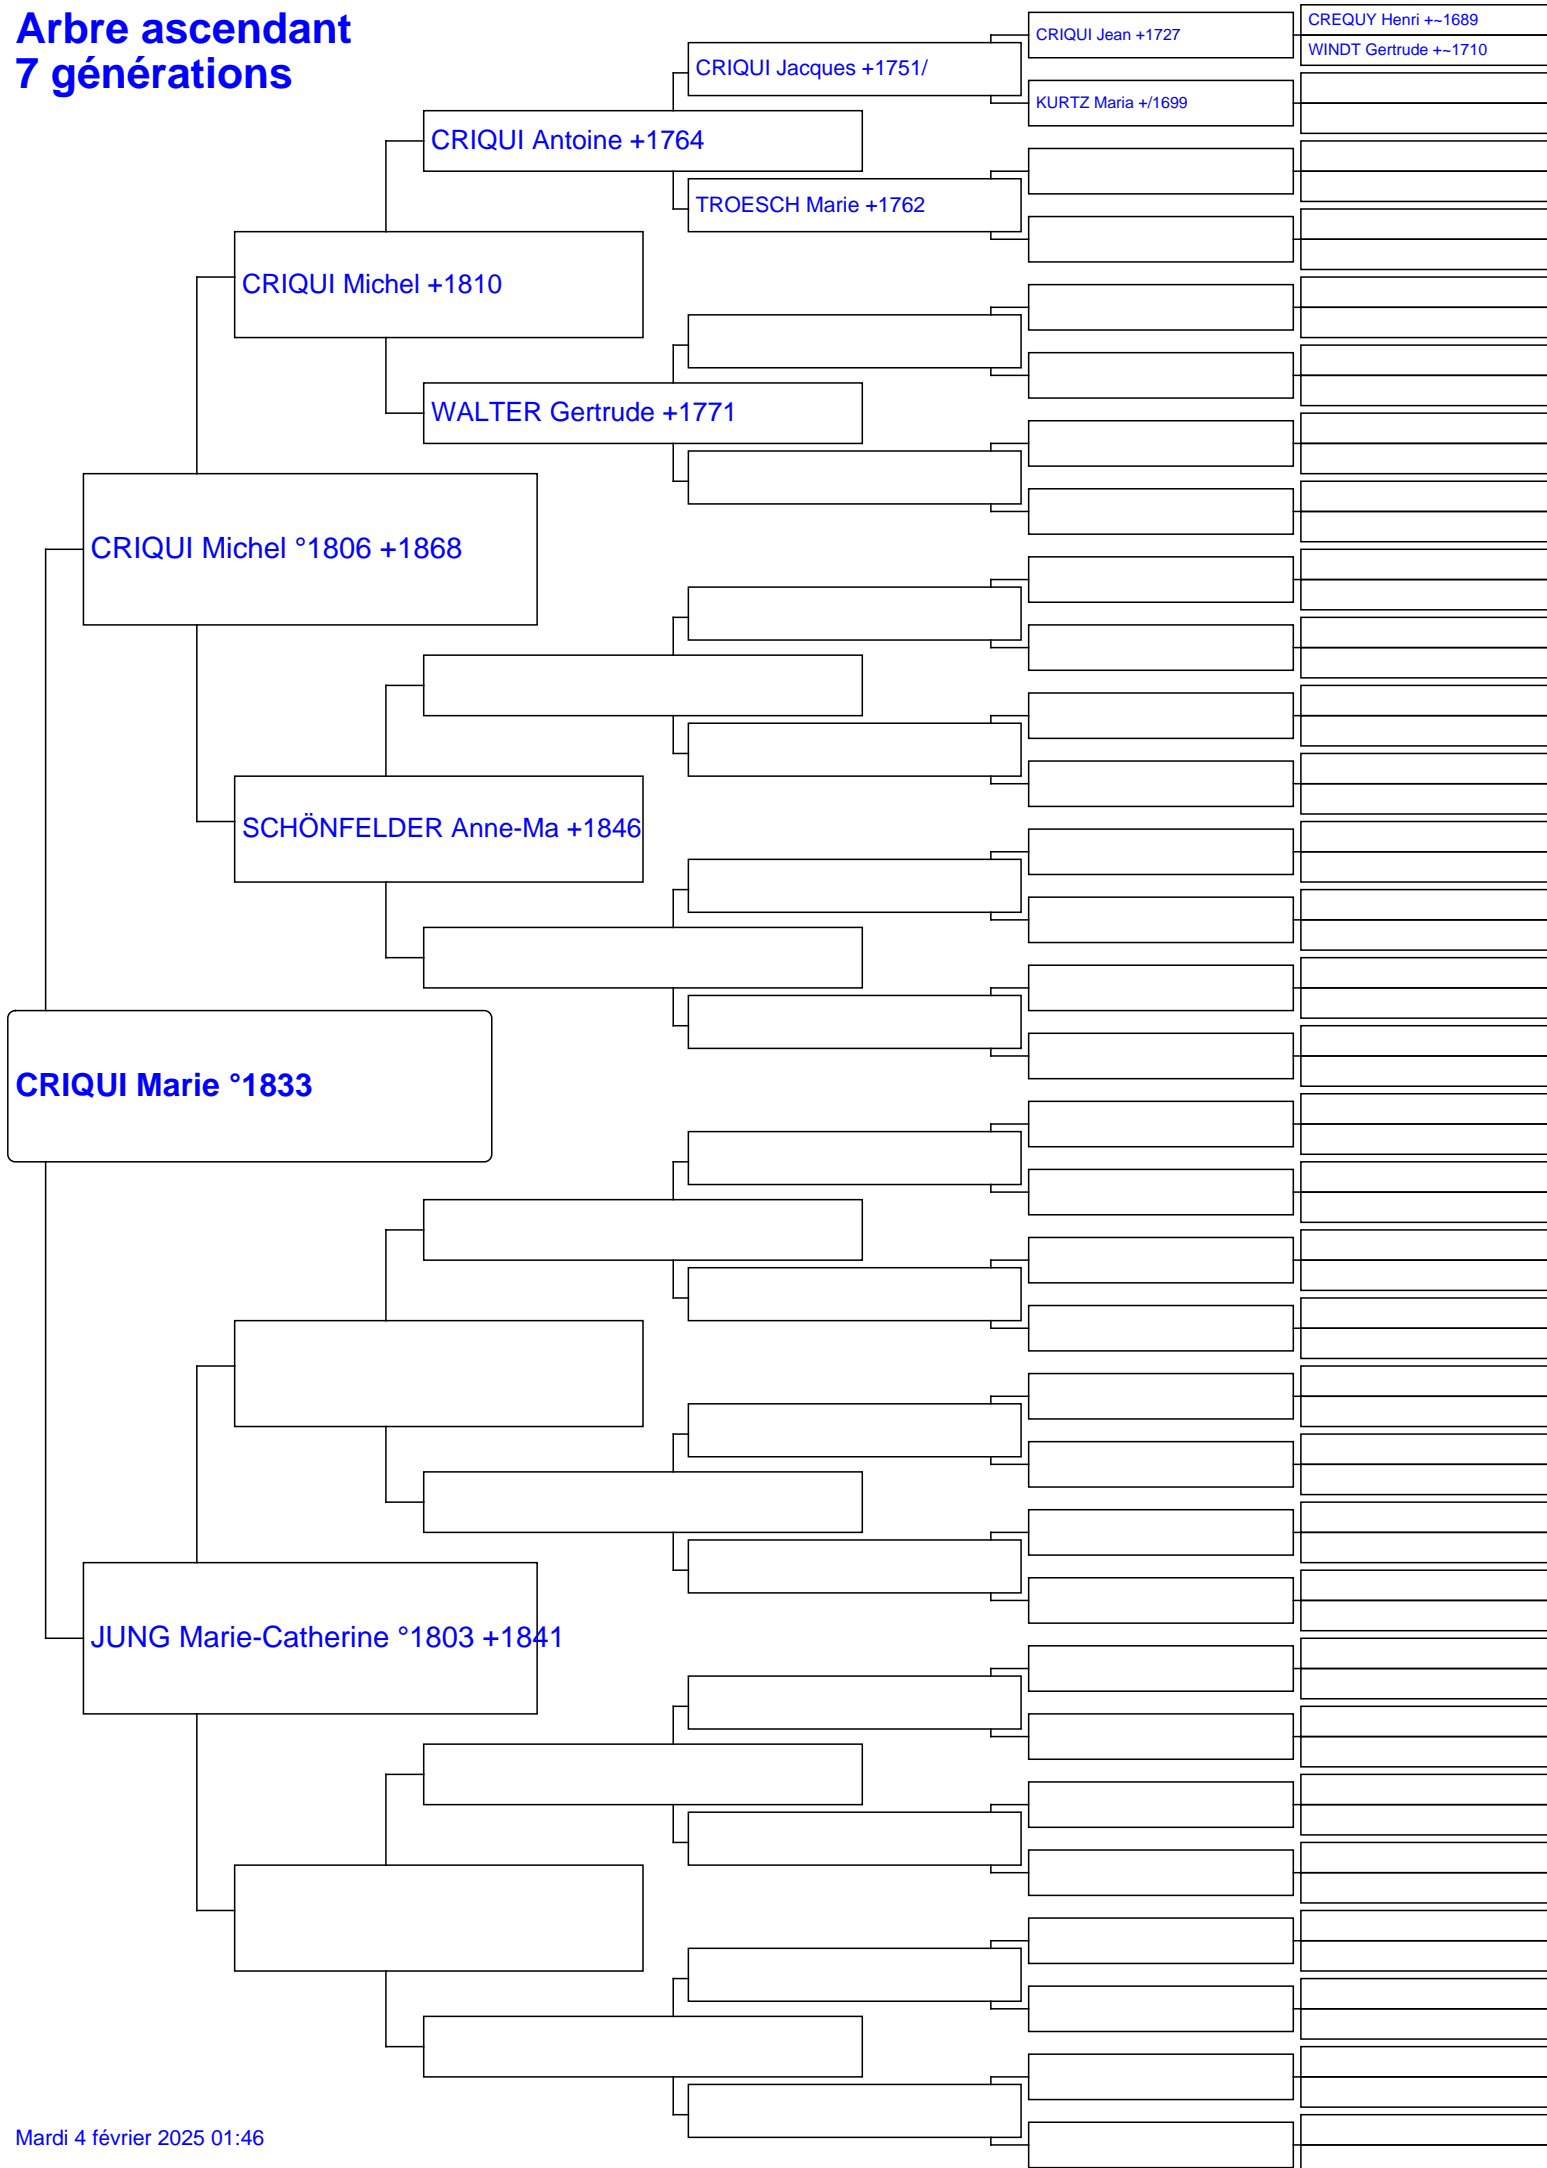 Arbre ascendant
7 générations
CREQUY Henri +~1689
WINDT Gertrude +~1710
CRIQUI Jean +1727
KURTZ Maria +/1699
CRIQUI Jacques +1751/
TROESCH Marie +1762
CRIQUI Antoine +1764
WALTER Gertrude +1771
CRIQUI Michel +1810
SCHÖNFELDER Anne-Ma +1846
CRIQUI Michel °1806 +1868
JUNG Marie-Catherine °1803 +1841
CRIQUI Marie °1833
Mardi 4 février 2025 01:46